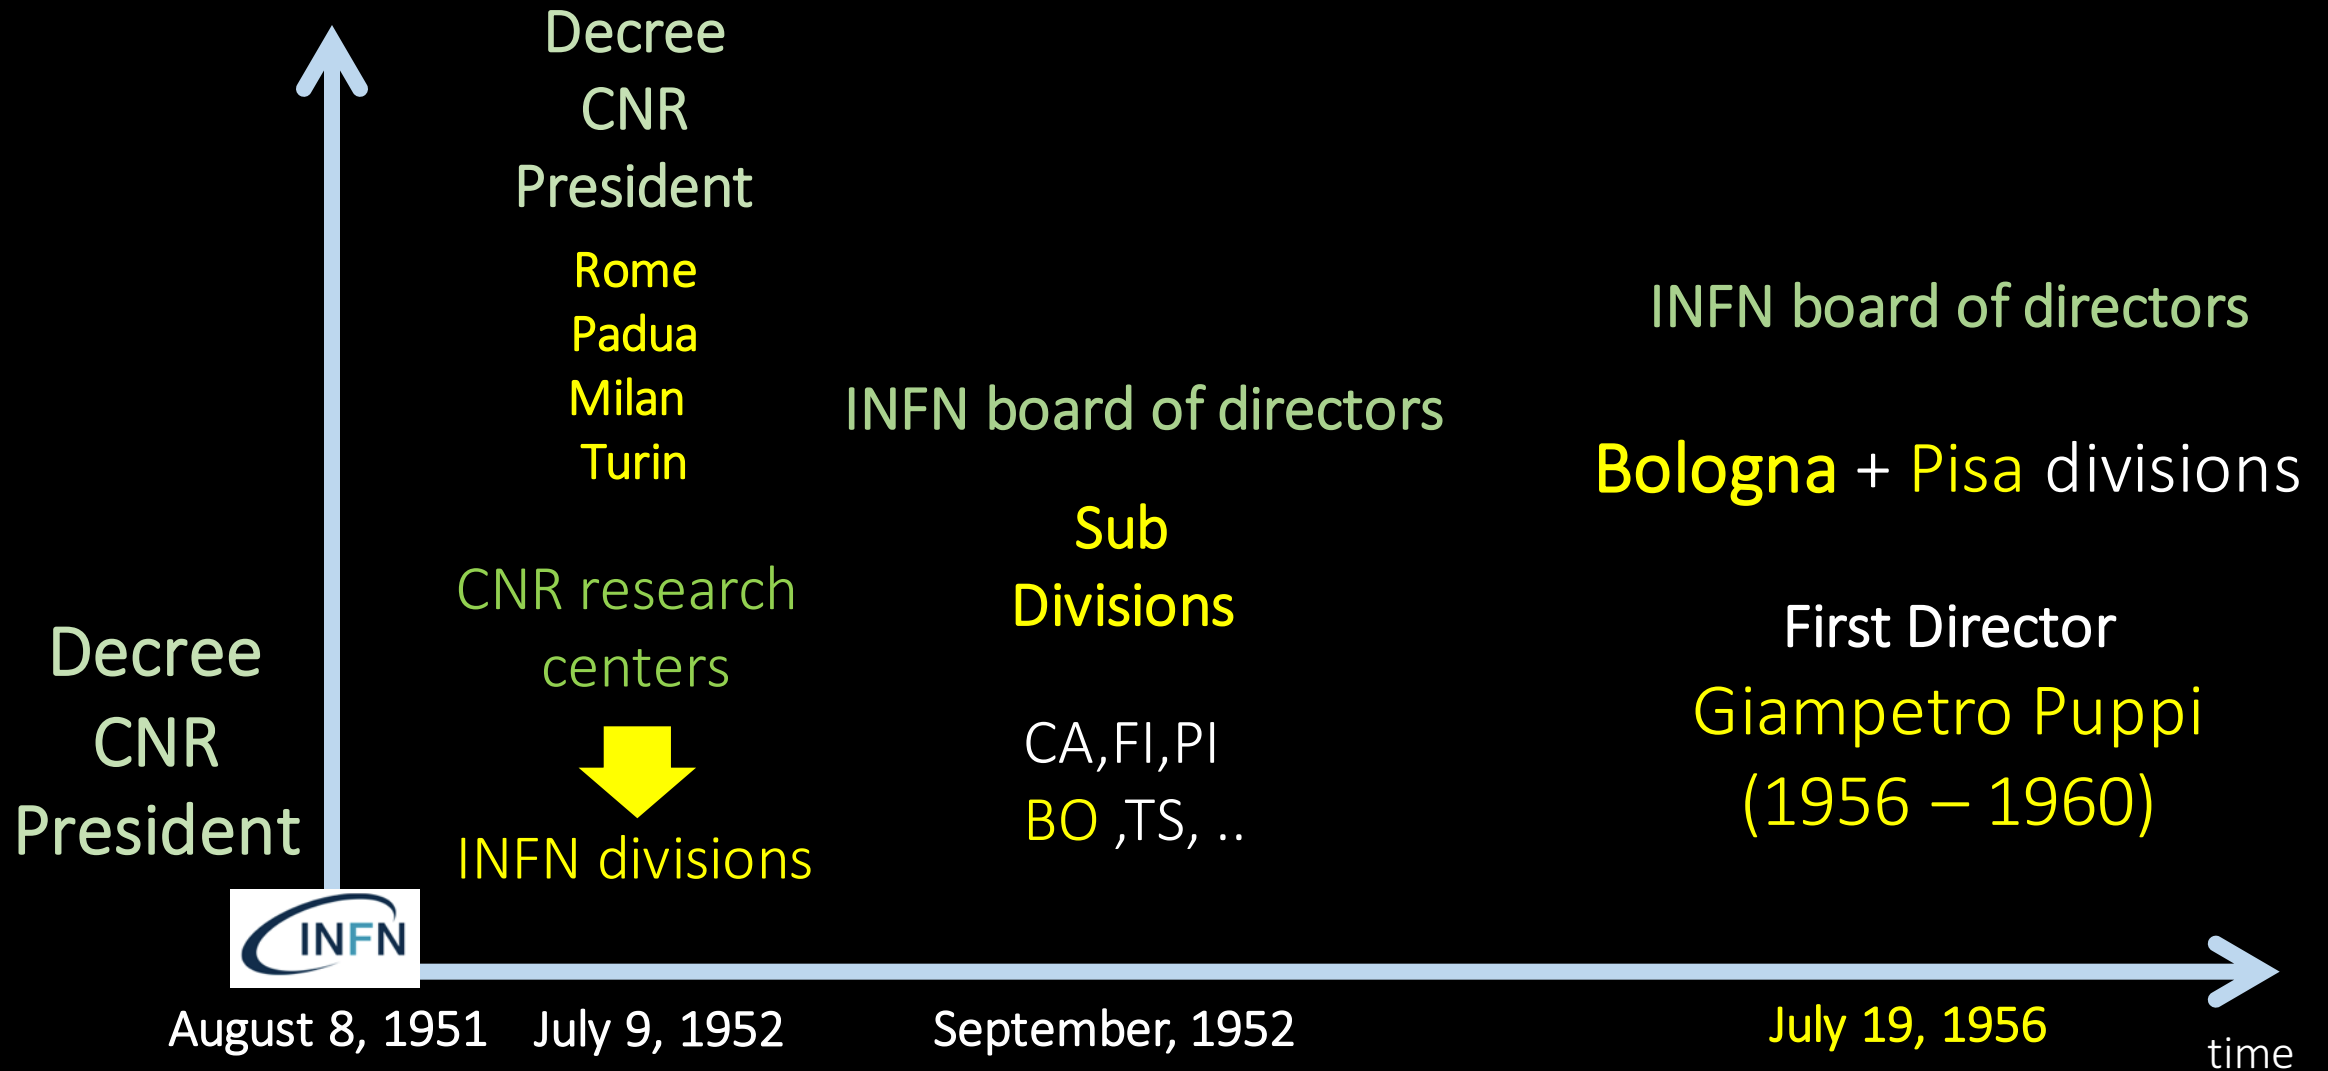 Decree
CNR
President
INFN
August 8, 1951
Decree
CNR
President
Rome
Padua
Milan
Turin
CNR research
centers
INFN divisions
July 9, 1952
INFN board of directors
Sub
Divisions
CA,FI,PI
BO ,TS, ..
September, 1952
INFN board of directors
Bologna + Pisa divisions
First Director
Giampetro Puppi
(1956 – 1960)
July 19, 1956
time